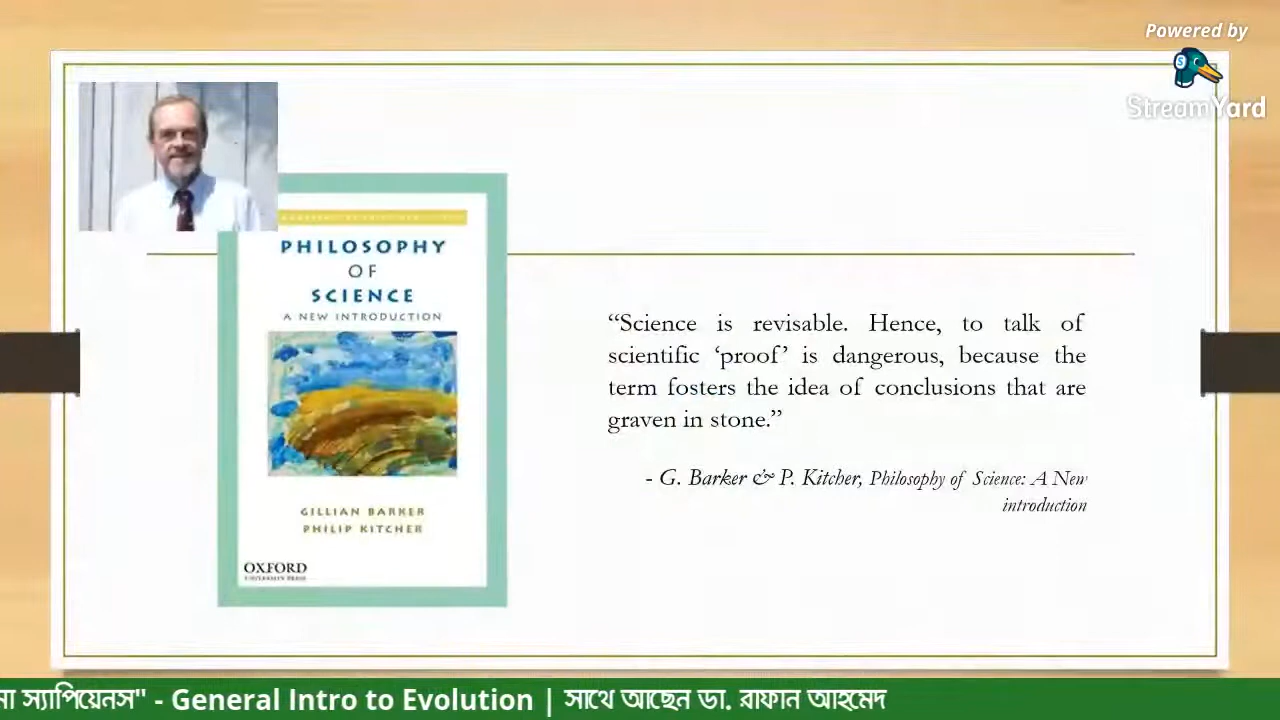 Powered by
StreamYard
PHILOSOPHY
OF
SCIENCE
A NEW INTRODUCTION
GILLIAN BARKER
PHILIP KITCHER
OXFORD
UNIVERSITY PRESS
“Science is revisable. Hence, to talk of
scientific ‘proof’ is dangerous, because the
term fosters the idea of conclusions that are
graven in stone.”
- G. Barker & P. Kitcher, Philosophy of Science: A New
introduction
স্যাপিয়েনস" - General Intro to Evolution | সাথে আছেন ডা. রাফান আহমেদ